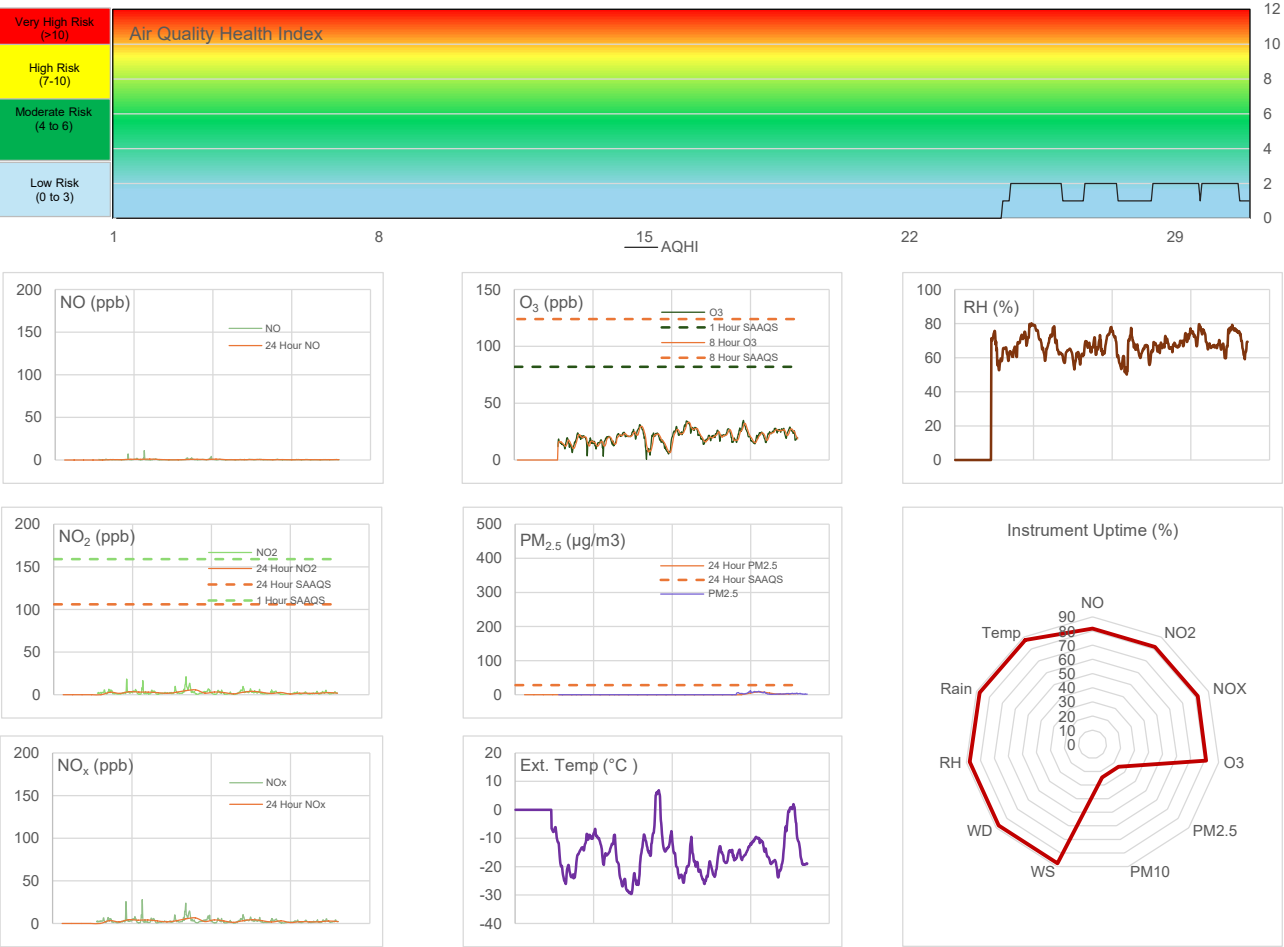 Very High Risk
(>10)
High Risk
(7-10)
Moderate Risk
(4 to 6)
Low Risk
(0 to 3)
Air Quality Health Index
12
10
8
6
4
2
0
1
8
15
22
29
AQHI
NO (ppb)
200
150
100
50
0
NO
24 Hour NO
O3 (ppb)
150
100
50
0
O3
1 Hour SAAQS
8 Hour O3
8 Hour SAAQS
RH (%)
100
80
60
40
20
0
NO2 (ppb)
200
150
100
50
0
NO2
24 Hour NO2
24 Hour SAAQS
1 Hour SAAQS
PM2.5 (µg/m3)
500
400
300
200
100
0
24 Hour PM2.5
24 Hour SAAQS
PM2.5
NOx (ppb)
200
150
100
50
0
NOx
24 Hour NOx
Ext. Temp (°C )
20
10
0
-10
-20
-30
-40
Instrument Uptime (%)
NO
NO2
NOX
O3
PM2.5
PM10
WS
WD
RH
Rain
Temp
90
80
70
60
50
40
30
20
10
0